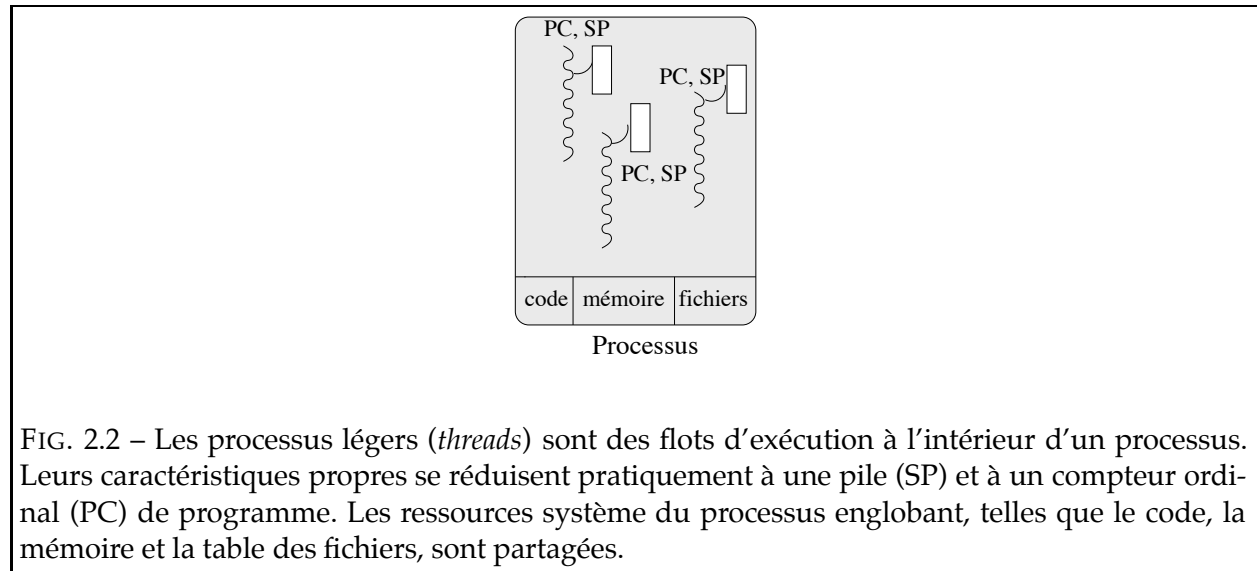 PC, SP
PC, SP
PC, SP
code mémoire fichiers
Processus
FIG. 2.2 – Les processus légers (threads) sont des flots d'exécution à l'intérieur d'un processus.
Leurs caractéristiques propres se réduisent pratiquement à une pile (SP) et à un compteur ordi-
nal (PC) de programme. Les ressources système du processus englobant, telles que le code, la
mémoire et la table des fichiers, sont partagées.